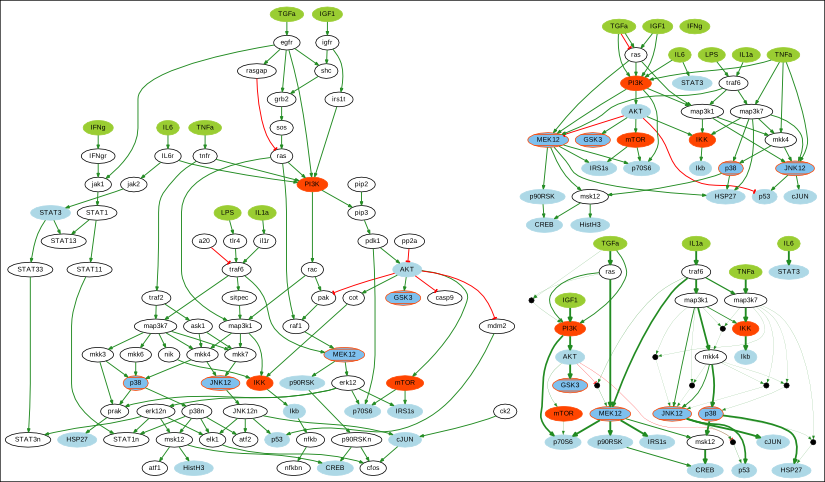 TGFa IGF1
egfr igfr
rasgap shc
grb2 irs1t
sos
IFNg IL6 TNFa
IFNgr IL6r tnfr ras
jak1 jak2 PI3K pip2
STAT3 STAT1 LPS IL1a pip3
STAT13 a20 tlr4 il1r pdk1 pp2a
STAT33 STAT11 traf6 rac AKT
traf2 sitpec pak cot GSK3 casp9
map3k7 ask1 map3k1 raf1 mdm2
mkk3 mkk6 nik mkk4 mkk7 MEK12
p38 JNK12 IKK p90RSK erk12 mTOR
prak erk12n p38n JNK12n Ikb p70S6 IRS1s ck2
STAT3n HSP27 STAT1n msk12 elk1 atf2 p53 nfkb p90RSKn cJUN
atf1 HistH3 nfkbn CREB cfos
TGFa IGF1 IFNg
ras IL6 LPS IL1a TNFa
PI3K STAT3 traf6
AKT map3k1 map3k7
MEK12 GSK3 mTOR IKK mkk4
IRS1s p70S6 Ikb p38 JNK12
p90RSK msk12 HSP27 p53 cJUN
CREB HistH3
TGFa IL1a IL6
ras traf6 TNFa STAT3
IGF1 map3k1 map3k7
PI3K IKK
AKT Ikb mkk4
GSK3
mTOR MEK12 JNK12 p38
p70S6 p90RSK IRS1s msk12 cJUN
CREB p53 HSP27